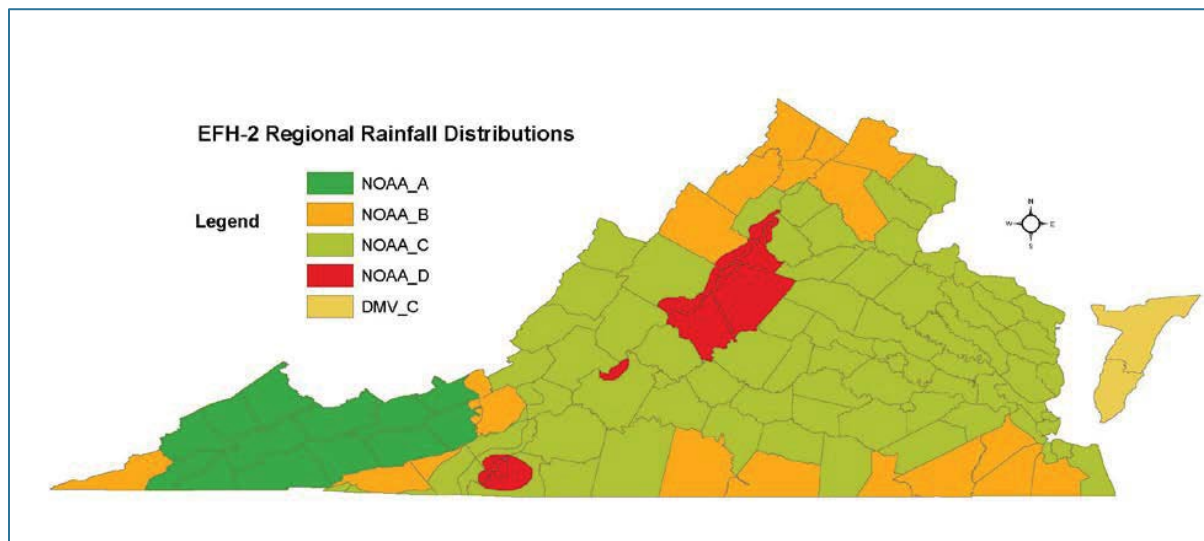 EFH-2 Regional Rainfall Distributions
Legend
NOAA_A
NOAA_B
NOAA_C
NOAA_D
DMV_C
N
W
E
S